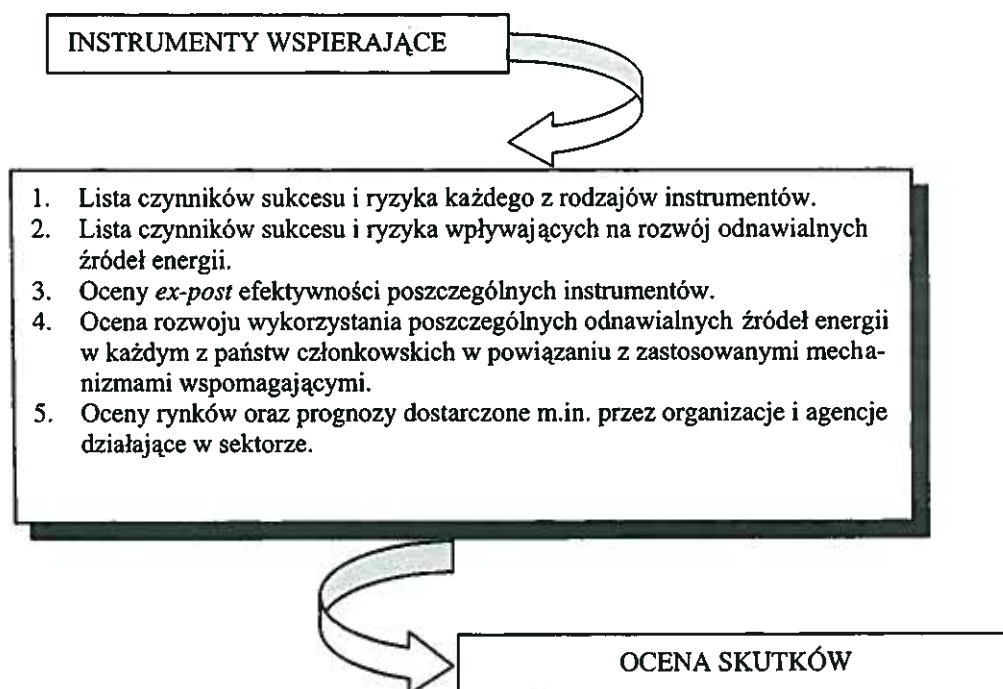 INSTRUMENTY WSPIERAJĄCE
1. Lista czynników sukcesu i ryzyka każdego z rodzajów instrumentów.
2. Lista czynników sukcesu i ryzyka wpływających na rozwój odnawialnych
źródeł energii.
3. Oceny ex-post efektywności poszczególnych instrumentów.
4. Ocena rozwoju wykorzystania poszczególnych odnawialnych źródeł energii
w każdym z państw członkowskich w powiązaniu z zastosowanymi mecha-
nizmami wspomagającymi.
5. Oceny rynków oraz prognozy dostarczone m.in. przez organizacje i agencje
działające w sektorze.
OCENA SKUTKÓW